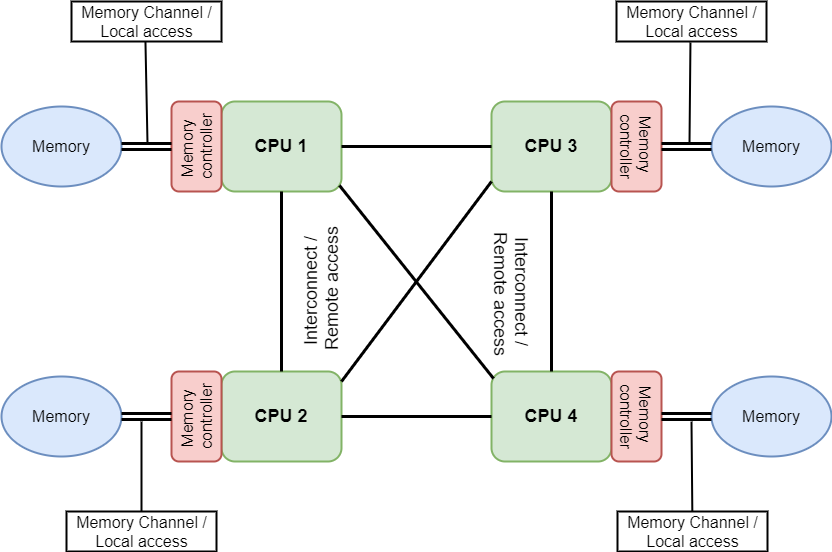 Memory Channel /
Local access
Memory Channel /
Local access
Memory
Memory
controller
CPU 1
CPU 3
Memory
controller
Memory
Interconnect /
Remote access
Interconnect /
Remote access
Memory
Memory
controller
CPU 2
CPU 4
Memory
controller
Memory
Memory Channel /
Local access
Memory Channel /
Local access